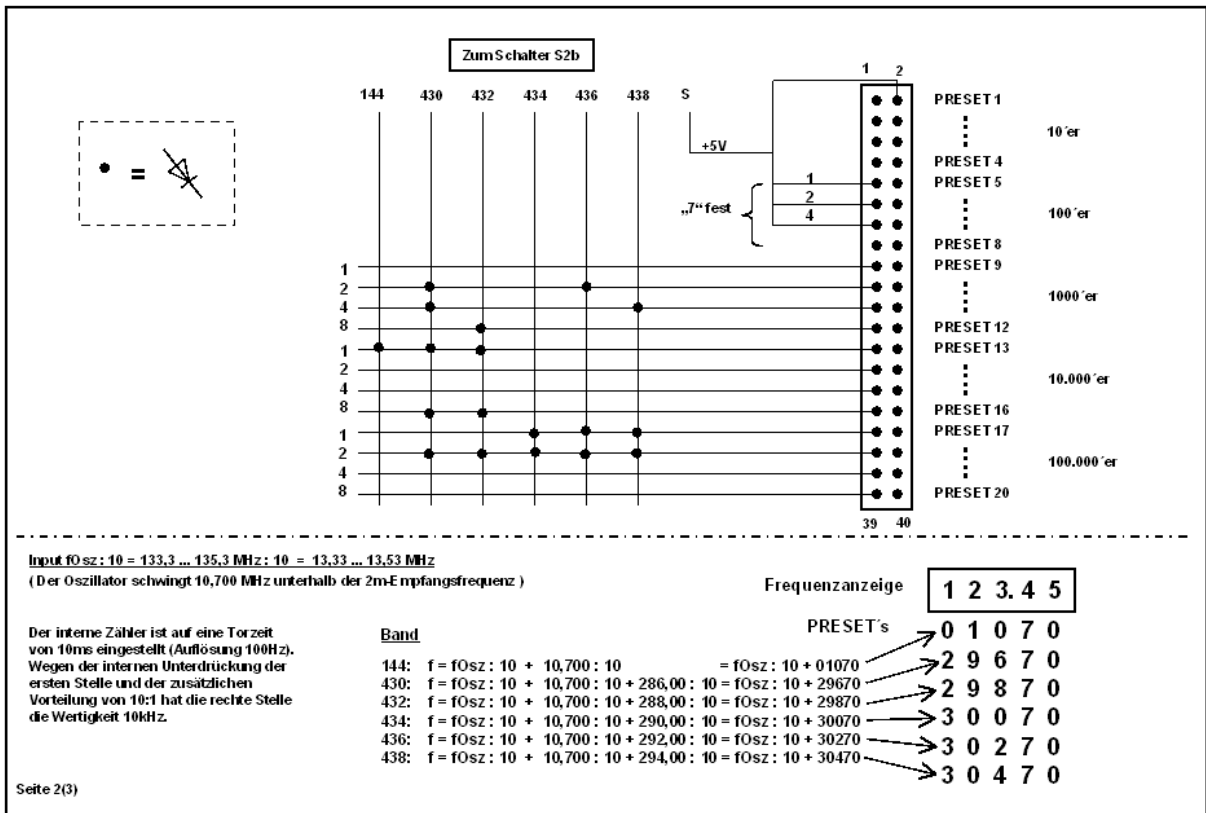 Zum Schalter S2b
1 2
144 430 432 434 436 438 S
+5V
PRESET 1
10´er
PRESET 4
1 PRESET 5
„7“ fest
2
4
100´er
PRESET 8
1 PRESET 9
2
4 1000´er
8 PRESET 12
1 PRESET 13
2
4 10.000´er
8 PRESET 16
1 PRESET 17
2
4 100.000´er
8 PRESET 20
39 40
=
Input fOsz : 10 = 133,3 ... 135,3 MHz : 10 = 13,33 ... 13,53 MHz
( Der Oszillator schwingt 10,700 MHz unterhalb der 2m-Empfangsfrequenz )
Frequenzanzeige 1 2 3. 4 5
Der interne Zähler ist auf eine Torzeit
von 10ms eingestellt (Auflösung 100Hz).
Wegen der internen Unterdrückung der
ersten Stelle und der zusätzlichen
Vorteilung von 10:1 hat die rechte Stelle
die Wertigkeit 10kHz.
Band
PRESET´s
144: f = fOsz : 10 + 10,700 : 10 = fOsz : 10 + 01070
430: f = fOsz : 10 + 10,700 : 10 + 286,00 : 10 = fOsz : 10 + 29670
432: f = fOsz : 10 + 10,700 : 10 + 288,00 : 10 = fOsz : 10 + 29870
434: f = fOsz : 10 + 10,700 : 10 + 290,00 : 10 = fOsz : 10 + 30070
436: f = fOsz : 10 + 10,700 : 10 + 292,00 : 10 = fOsz : 10 + 30270
438: f = fOsz : 10 + 10,700 : 10 + 294,00 : 10 = fOsz : 10 + 30470
0 1 0 7 0
2 9 6 7 0
2 9 8 7 0
3 0 0 7 0
3 0 2 7 0
3 0 4 7 0
Seite 2(3)